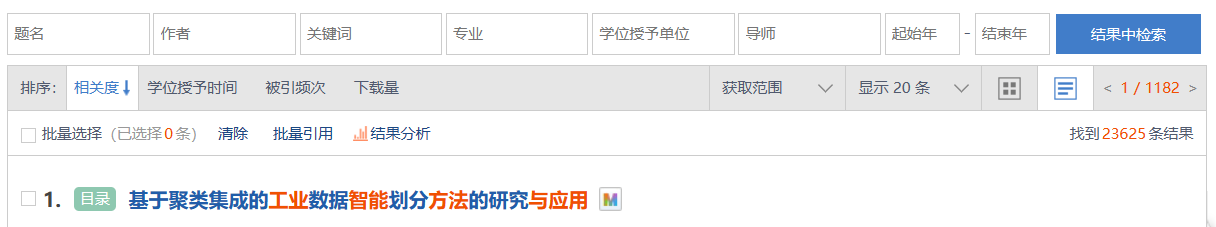 题名 作者 关键词 专业 学位授予单位 导师 起始年 - 结束年 结果中检索
排序: 相关度 学位授予时间 被引频次 下载量 获取范围 显示 20 条 < 1 / 1182 >
批量选择 (已选择 0 条) 清除 批量引用 结果分析 找到 23625 条结果
1. 目录 基于聚类集成的工业数据智能划分方法的研究与应用 M